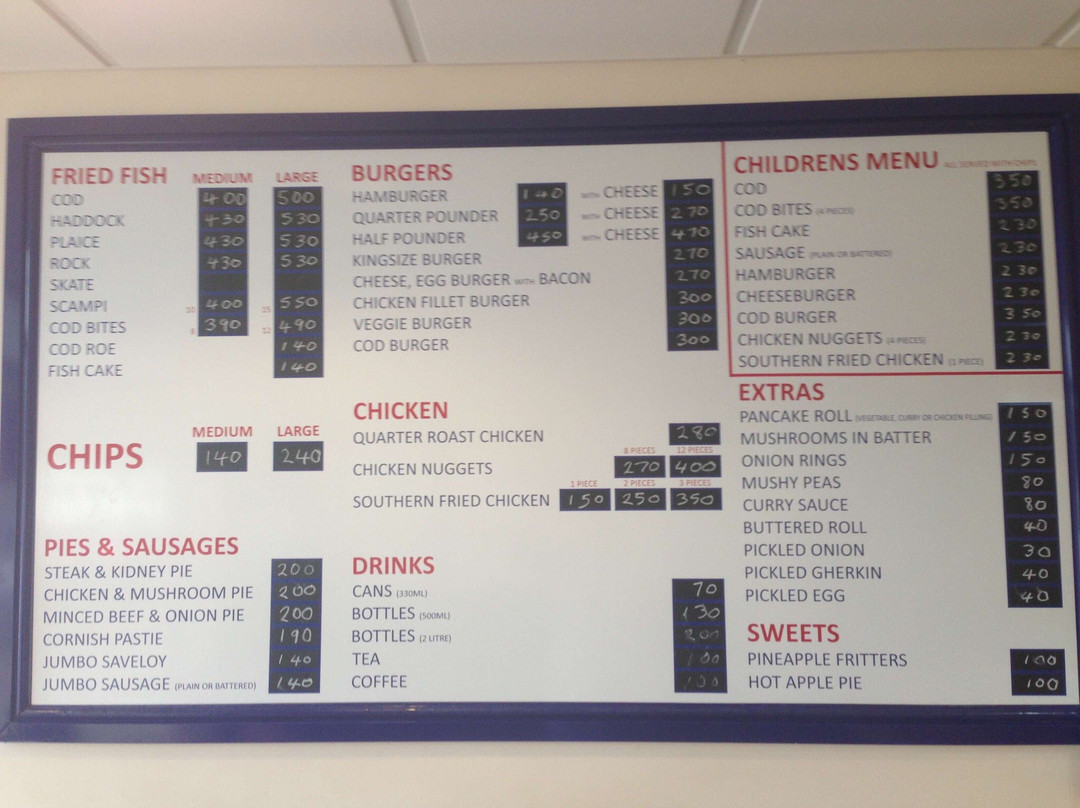 FRIED FISH MEDIUM LARGE
COD 400 500
HADDOCK 430 530
PLAICE 430 530
ROCK 430 530
SKATE
SCAMPI 10 400 15 550
COD BITES 8 390 12 490
COD ROE 140
FISH CAKE 140
MEDIUM LARGE
CHIPS 140 240
PIES & SAUSAGES
STEAK & KIDNEY PIE 200
CHICKEN & MUSHROOM PIE 200
MINCED BEEF & ONION PIE 200
CORNISH PASTIE 190
JUMBO SAVELOY 140
JUMBO SAUSAGE (PLAIN OR BATTERED) 140
BURGERS
HAMBURGER 140 WITH CHEESE 150
QUARTER POUNDER 250 WITH CHEESE 270
HALF POUNDER 450 WITH CHEESE 470
KINGSIZE BURGER 270
CHEESE, EGG BURGER WITH BACON 270
CHICKEN FILLET BURGER 300
VEGGIE BURGER 300
COD BURGER 300
CHICKEN
QUARTER ROAST CHICKEN 280
8 PIECES 12 PIECES
CHICKEN NUGGETS 270 400
1 PIECE 2 PIECES 3 PIECES
SOUTHERN FRIED CHICKEN 150 250 350
DRINKS
CANS (330ML) 70
BOTTLES (500ML) 130
BOTTLES (2 LITRE) 200
TEA 100
COFFEE 100
CHILDRENS MENU ALL SERVED WITH CHIPS
COD 350
COD BITES (4 PIECES) 350
FISH CAKE 230
SAUSAGE (PLAIN OR BATTERED) 230
HAMBURGER 230
CHEESEBURGER 230
COD BURGER 350
CHICKEN NUGGETS (4 PIECES) 230
SOUTHERN FRIED CHICKEN (1 PIECE) 230
EXTRAS
PANCAKE ROLL (VEGETABLE, CURRY OR CHICKEN FILLING) 150
MUSHROOMS IN BATTER 150
ONION RINGS 150
MUSHY PEAS 80
CURRY SAUCE 80
BUTTERED ROLL 40
PICKLED ONION 30
PICKLED GHERKIN 40
PICKLED EGG 40
SWEETS
PINEAPPLE FRITTERS 100
HOT APPLE PIE 100